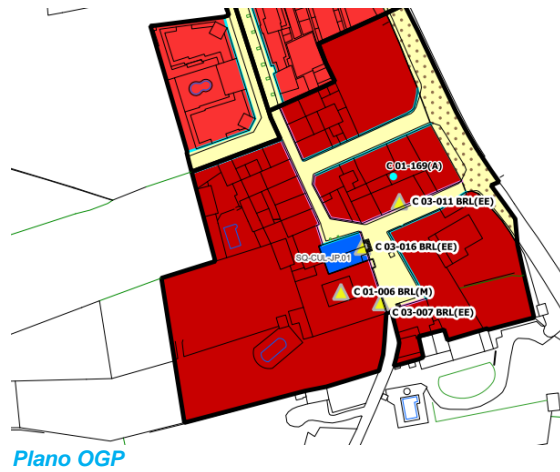 C 01-169(A)
C 03-011 BRL(EE)
C 03-016 BRL(EE)
SQ-CUL-JP.01
C 01-006 BRL(M)
C 03-007 BRL(EE)
Plano OGP